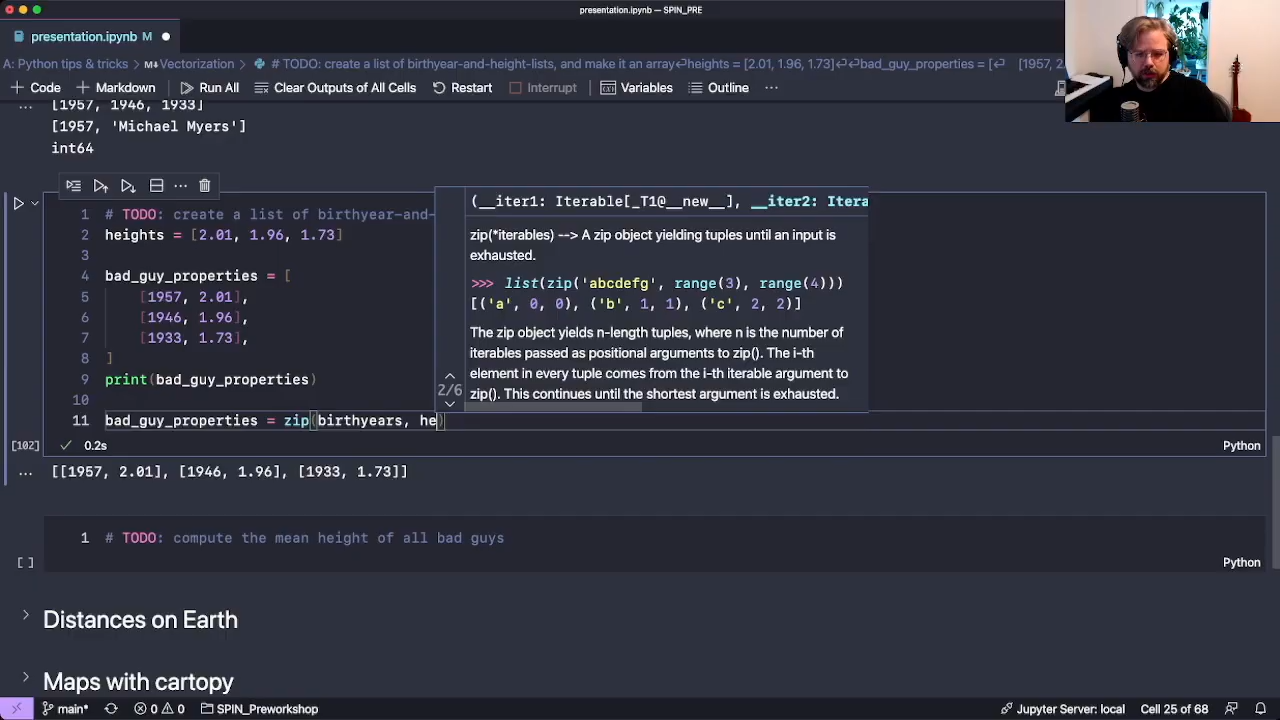 presentation.ipynb — SPIN_PRE
presentation.ipynb M
A: Python tips & tricks > M↓Vectorization > # TODO: create a list of birthyear-and-height-lists, and make it an array↵heights = [2.01, 1.96, 1.73]↵↵bad_guy_properties = [↵ [1957, 2.01],
+ Code + Markdown Run All Clear Outputs of All Cells Restart Interrupt Variables Outline ...
[1957, 1946, 1933]
[1957, 'Michael Myers']
int64
1 # TODO: create a list of birthyear-and-
2 heights = [2.01, 1.96, 1.73]
3
4 bad_guy_properties = [
5 [1957, 2.01],
6 [1946, 1.96],
7 [1933, 1.73],
8 ]
9 print(bad_guy_properties)
10
11 bad_guy_properties = zip(birthyears, he)
(__iter1: Iterable[_T1@__new__], __iter2: Itera
zip(*iterables) --> A zip object yielding tuples until an input is
exhausted.
>>> list(zip('abcdefg', range(3), range(4)))
[('a', 0, 0), ('b', 1, 1), ('c', 2, 2)]
The zip object yields n-length tuples, where n is the number of
iterables passed as positional arguments to zip(). The i-th
element in every tuple comes from the i-th iterable argument to
zip(). This continues until the shortest argument is exhausted.
2/6
[102] ✓ 0.2s Python
[[1957, 2.01], [1946, 1.96], [1933, 1.73]]
1 # TODO: compute the mean height of all bad guys
[ ] Python
Distances on Earth
Maps with cartopy
main* 0 0 SPIN_Preworkshop Jupyter Server: local Cell 25 of 68